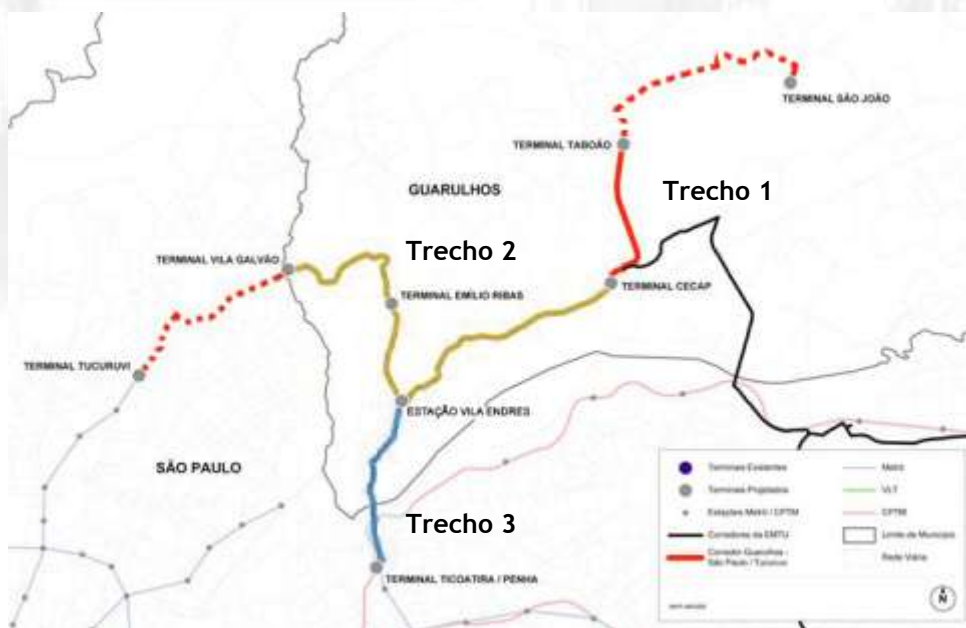 TERMINAL SÃO JOÃO
TERMINAL TABOÃO
GUARULHOS
Trecho 1
Trecho 2
TERMINAL VILA GALVÃO
TERMINAL CECAP
TERMINAL EMÍLIO RIBAS
TERMINAL TUCURUVI
ESTAÇÃO VILA ENDRES
SÃO PAULO
Trecho 3
TERMINAL TICOATIRA / PENHA
Terminais Existentes
Terminais Projetados
Estações Metrô / CPTM
Corredores da EMTU
Corredor Guarulhos -
São Paulo / Tucuruvi
Metrô
VLT
CPTM
Limite de Município
Rede Viária
N